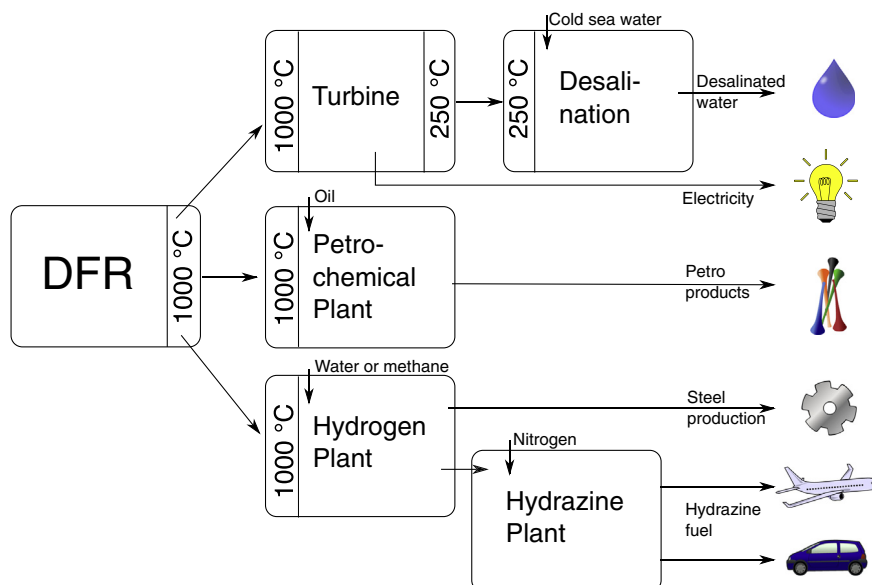 Cold sea water
1000 °C
Turbine
250 °C
250 °C
Desali-
nation
Desalinated
water
Electricity
DFR
1000 °C
Oil
1000 °C
Petro-
chemical
Plant
Petro
products
Water or methane
1000 °C
Hydrogen
Plant
Steel
production
Nitrogen
Hydrazine
Plant
Hydrazine
fuel